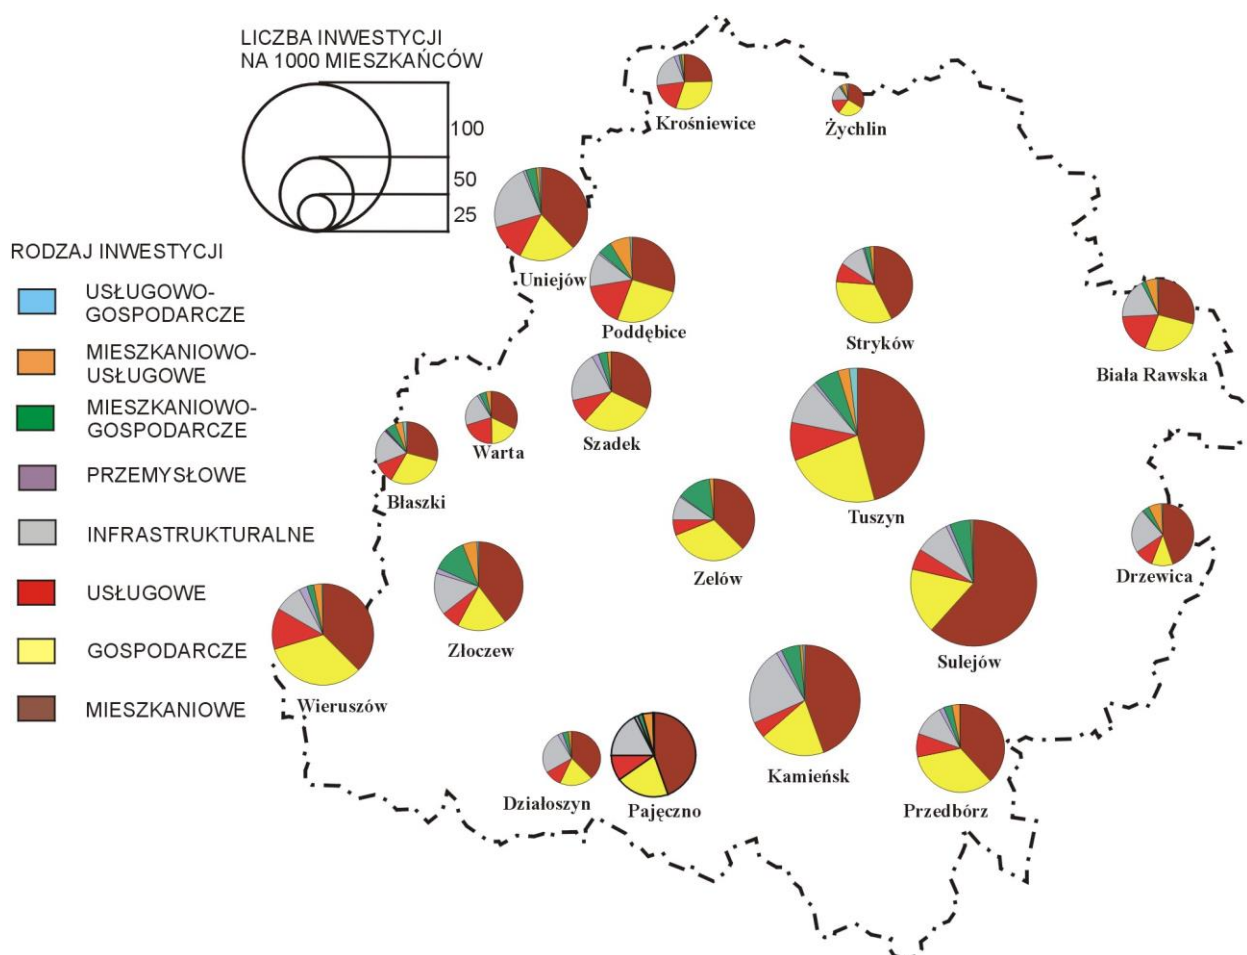 LICZBA INWESTYCJI
NA 1000 MIESZKAŃCÓW
100
50
25
RODZAJ INWESTYCJI
USŁUGOWO-
GOSPODARCZE
MIESZKANIOWO-
USŁUGOWE
MIESZKANIOWO-
GOSPODARCZE
PRZEMYSŁOWE
INFRASTRUKTURALNE
USŁUGOWE
GOSPODARCZE
MIESZKANIOWE
Krośniewice
Żychlin
Uniejów
Poddębice
Stryków
Biała Rawska
Szadek
Warta
Błaszki
Tuszyn
Zelów
Drzewica
Złoczew
Sulejów
Wieruszów
Kamieńsk
Działoszyn
Pajęczno
Przedbórz